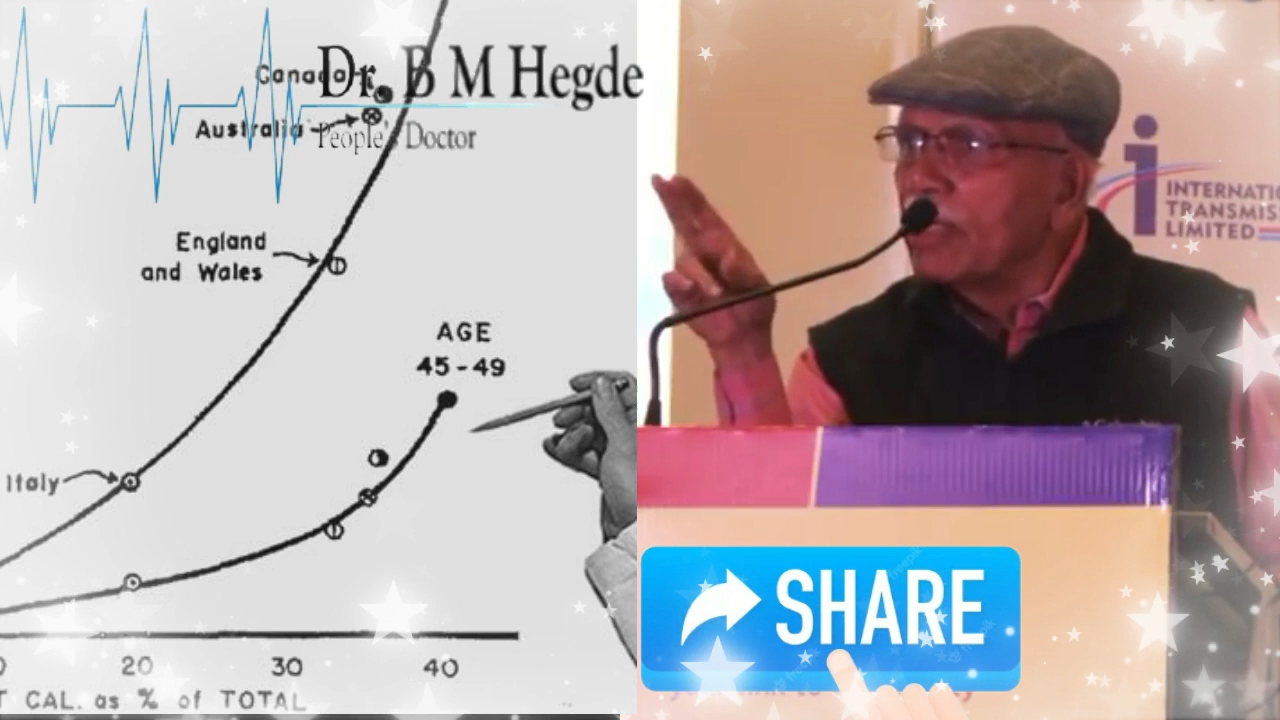 Dr. B M Hegde
People's Doctor
Canada
Australia
England
and Wales
AGE
45-49
Italy
20 30 40
CAL. as % of TOTAL
INTERNATIO
TRANSMIS
LIMITED
SHARE